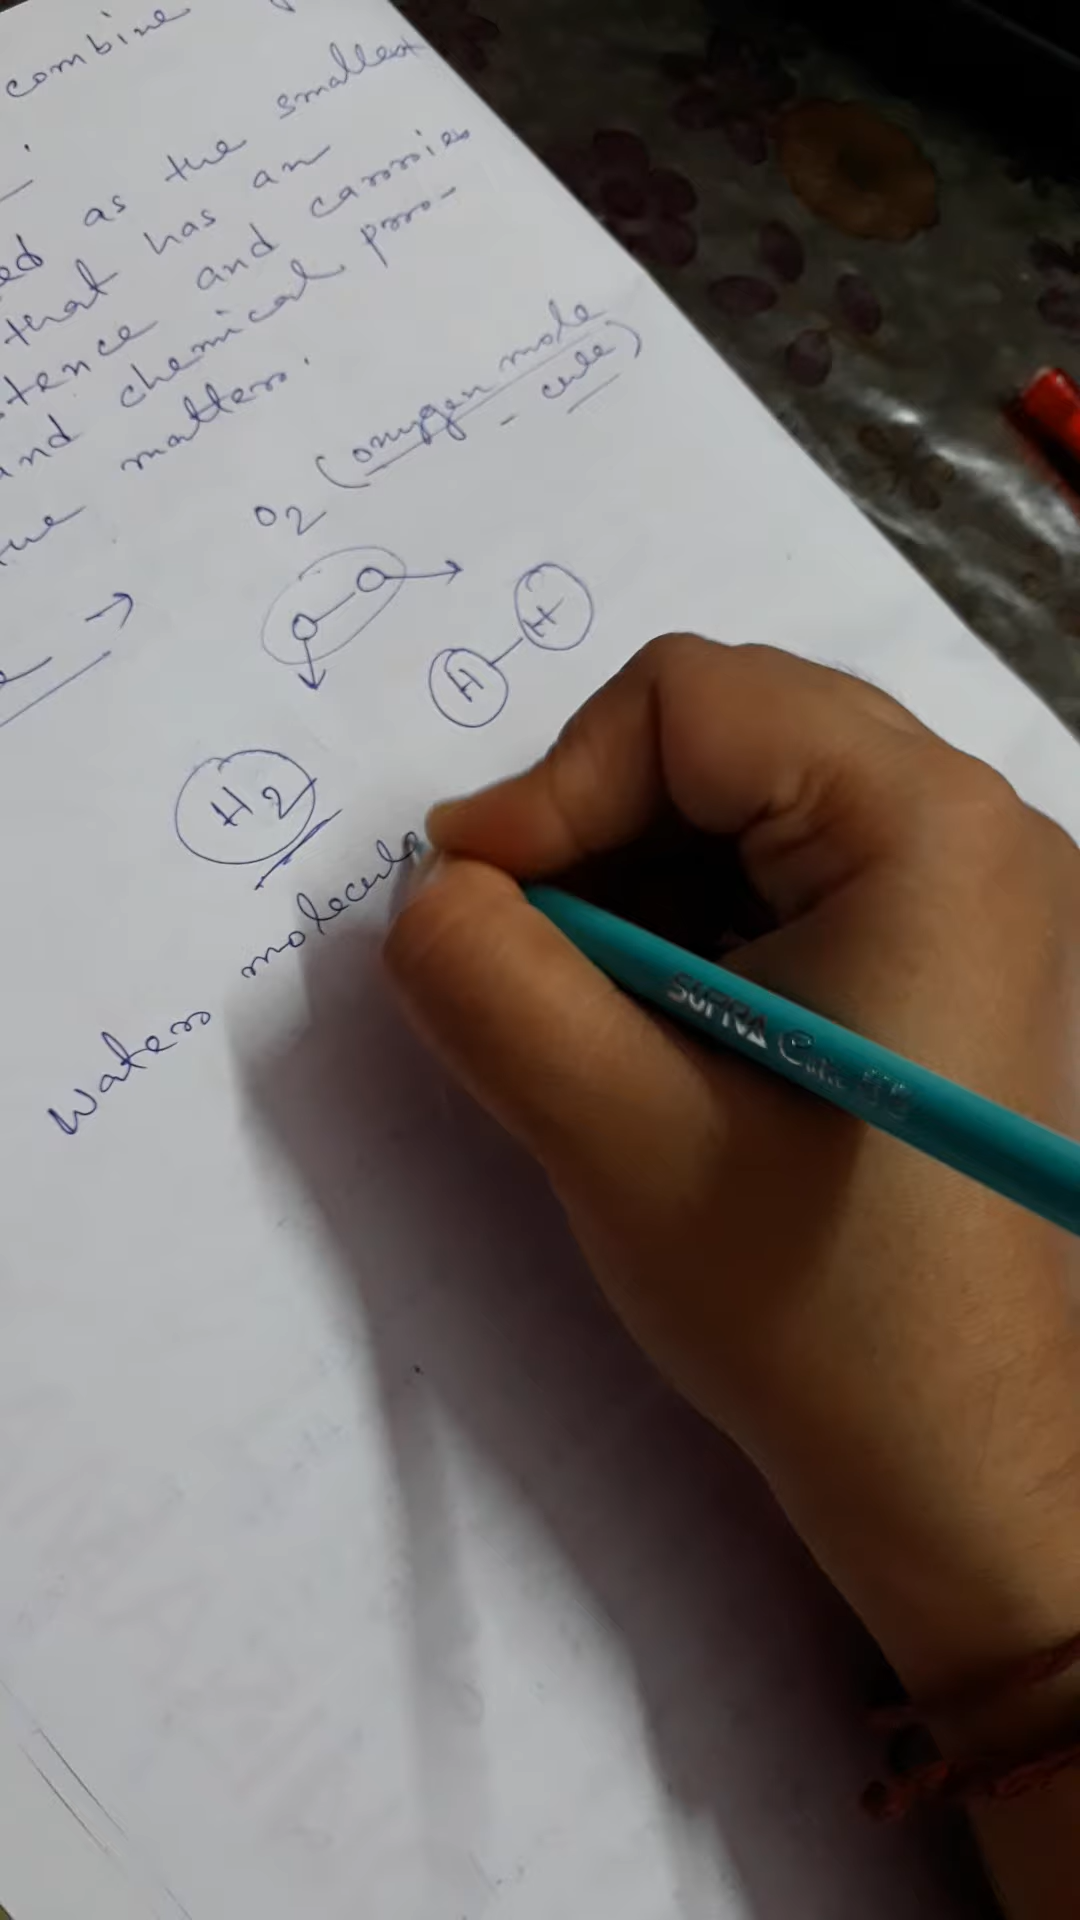 combine
as the smallest
that has an
and carries
and chemical pro-
matter.
O2 (oxygen mole
- cule)
O-O
H-H
H2
Water molecule
SUPRA Cute